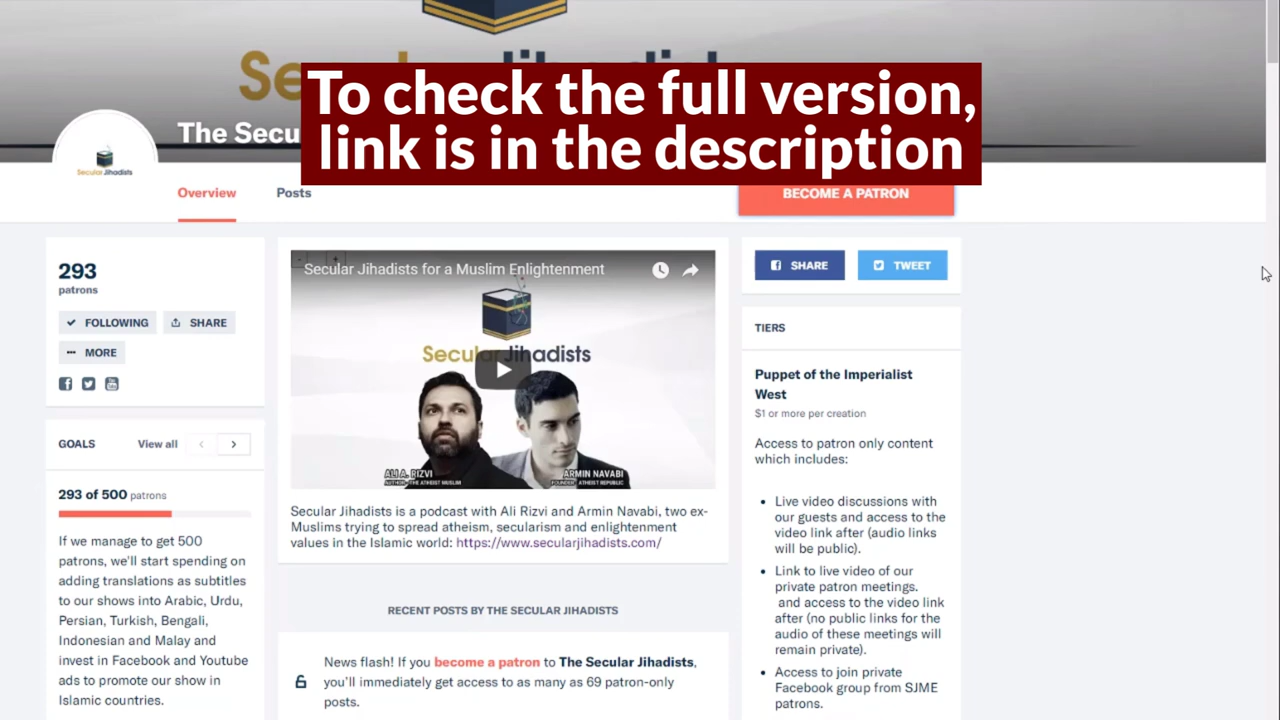 To check the full version,
link is in the description
The Secu
Secular Jihadists
Overview
Posts
BECOME A PATRON
293
patrons
FOLLOWING
SHARE
MORE
GOALS
View all
293 of 500 patrons
If we manage to get 500
patrons, we'll start spending on
adding translations as subtitles
to our shows into Arabic, Urdu,
Persian, Turkish, Bengali,
Indonesian and Malay and
invest in Facebook and Youtube
ads to promote our show in
Islamic countries.
Secular Jihadists for a Muslim Enlightenment
Secular Jihadists
ALI A. RIZVI
AUTHOR - THE ATHEIST MUSLIM
ARMIN NAVABI
FOUNDER - ATHEIST REPUBLIC
Secular Jihadists is a podcast with Ali Rizvi and Armin Navabi, two ex-
Muslims trying to spread atheism, secularism and enlightenment
values in the Islamic world: https://www.secularjihadists.com/
RECENT POSTS BY THE SECULAR JIHADISTS
News flash! If you become a patron to The Secular Jihadists,
you'll immediately get access to as many as 69 patron-only
posts.
SHARE
TWEET
TIERS
Puppet of the Imperialist
West
$1 or more per creation
Access to patron only content
which includes:
• Live video discussions with
our guests and access to the
video link after (audio links
will be public).
• Link to live video of our
private patron meetings.
and access to the video link
after (no public links for the
audio of these meetings will
remain private).
• Access to join private
Facebook group from SJME
patrons.